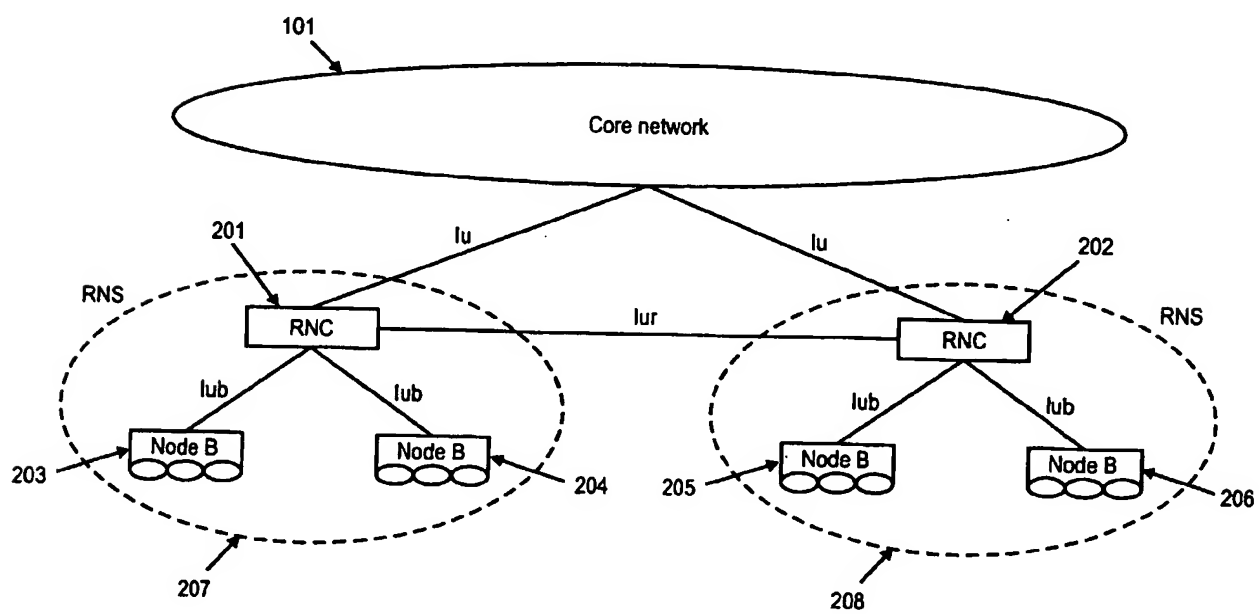 101
Core network
201
Iu
Iu
202
RNS
RNC
Iur
RNC
RNS
Iub
Iub
Iub
Iub
Node B
Node B
Node B
Node B
203
204
205
206
207
208